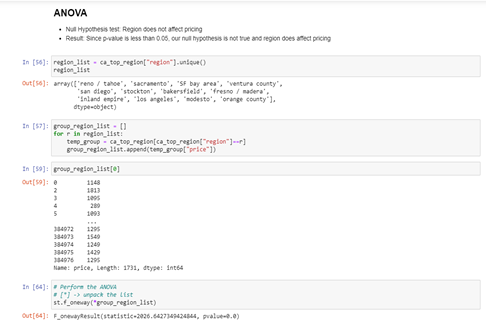 ANOVA
• Null Hypothesis test: Region does not affect pricing
• Result: Since p-value is less than 0.05, our null hypothesis is not true and region does affect pricing
In [56]: region_list = ca_top_region["region"].unique()
region_list
Out[56]: array(['reno / tahoe', 'sacramento', 'SF bay area', 'ventura county',
'san diego', 'stockton', 'bakersfield', 'fresno / madera',
'inland empire', 'los angeles', 'modesto', 'orange county'],
dtype=object)
In [57]: group_region_list = []
for r in region_list:
temp_group = ca_top_region[ca_top_region["region"]==r]
group_region_list.append(temp_group["price"])
In [59]: group_region_list[0]
Out[59]: 0 1148
2 1813
3 1095
4 289
5 1093
...
384972 1295
384973 1549
384974 1249
384975 1429
384976 1295
Name: price, Length: 1731, dtype: int64
In [64]: # Perform the ANOVA
# [*] -> unpack the List
st.f_oneway(*group_region_list)
Out[64]: F_onewayResult(statistic=2026.6427349424844, pvalue=0.0)